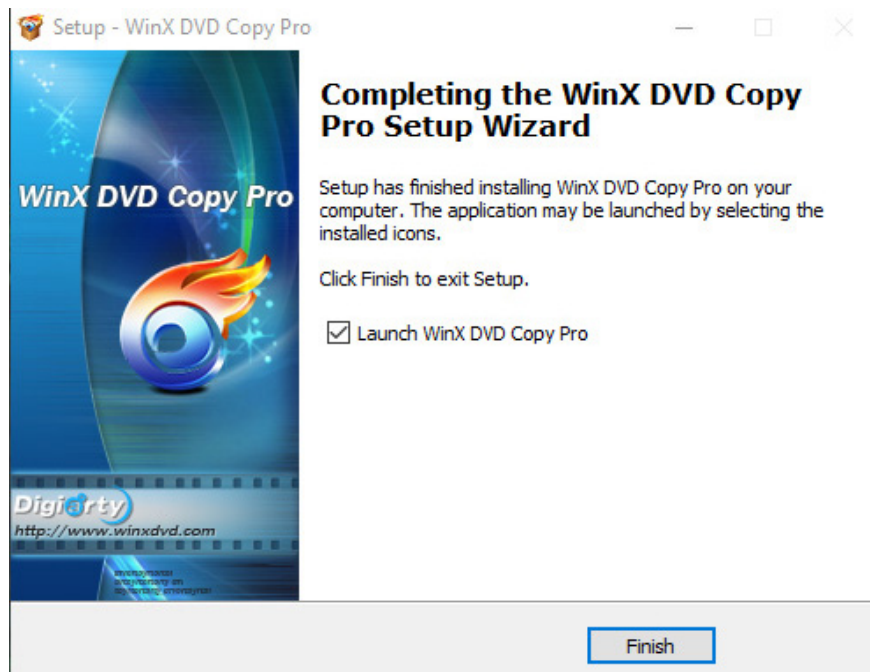 Setup - WinX DVD Copy Pro
Completing the WinX DVD Copy
Pro Setup Wizard
WinX DVD Copy Pro
Setup has finished installing WinX DVD Copy Pro on your
computer. The application may be launched by selecting the
installed icons.
Click Finish to exit Setup.
Launch WinX DVD Copy Pro
Digiarty
http://www.winxdvd.com
Finish